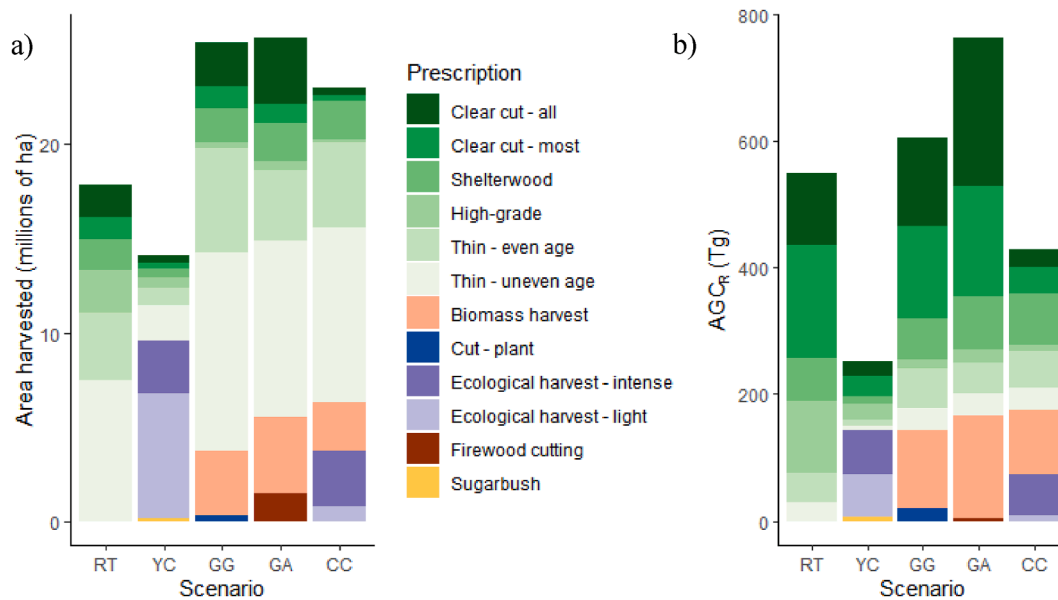 a)
Area harvested (millions of ha)
20
10
0
RT YC GG GA CC
Scenario
Prescription
Clear cut - all
Clear cut - most
Shelterwood
High-grade
Thin - even age
Thin - uneven age
Biomass harvest
Cut - plant
Ecological harvest - intense
Ecological harvest - light
Firewood cutting
Sugarbush
b)
AGCR (Tg)
800
600
400
200
0
RT YC GG GA CC
Scenario